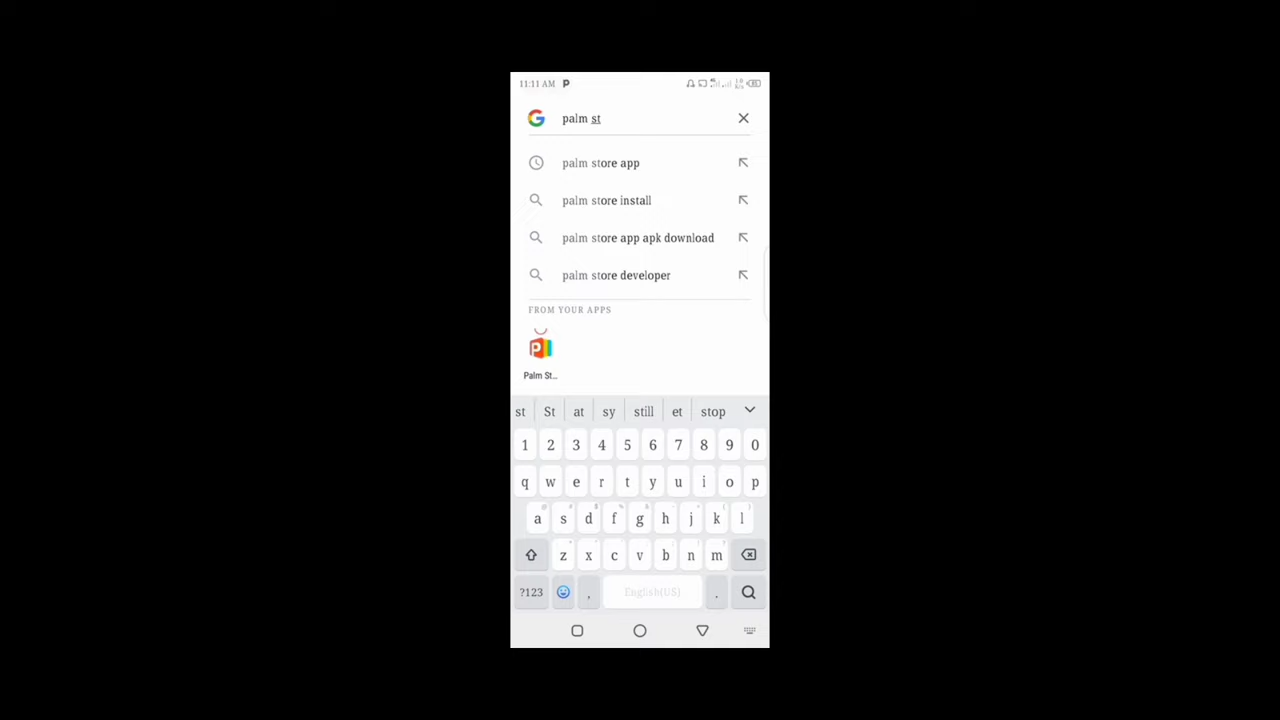 11:11 AM P
palm st
palm store app
palm store install
palm store app apk download
palm store developer
FROM YOUR APPS
P
Palm St...
st St at sy still et stop
1 2 3 4 5 6 7 8 9 0
q w e r t y u i o p
a s d f g h j k l
z x c v b n m
?123 , English(US) .